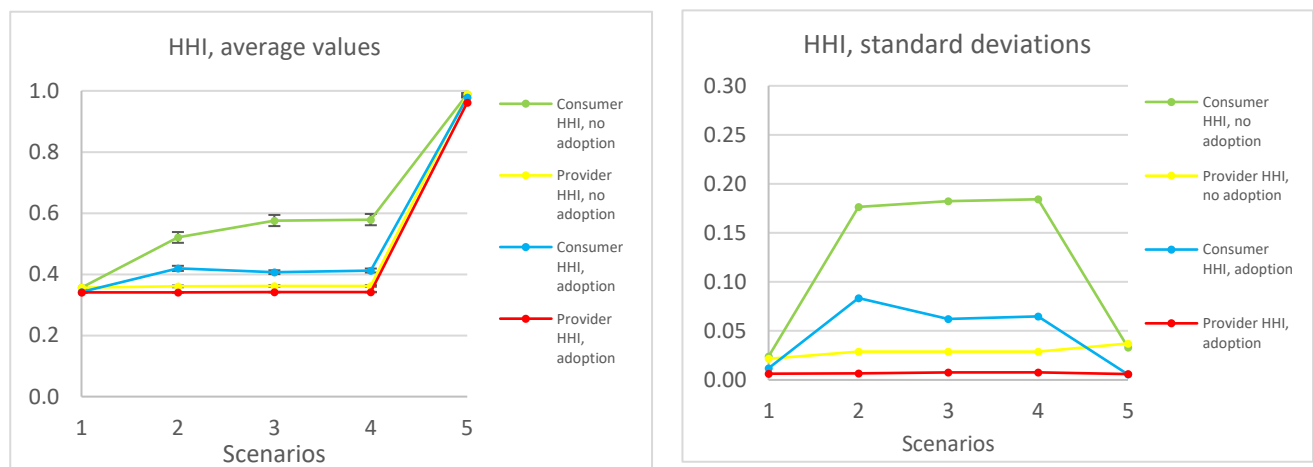 HHI, average values
1.0
0.8
0.6
0.4
0.2
0.0
1 2 3 4 5
Scenarios
Consumer
HHI, no
adoption
Provider
HHI, no
adoption
Consumer
HHI,
adoption
Provider
HHI,
adoption
HHI, standard deviations
0.30
0.25
0.20
0.15
0.10
0.05
0.00
1 2 3 4 5
Scenarios
Consumer
HHI, no
adoption
Provider HHI,
no adoption
Consumer
HHI, adoption
Provider HHI,
adoption